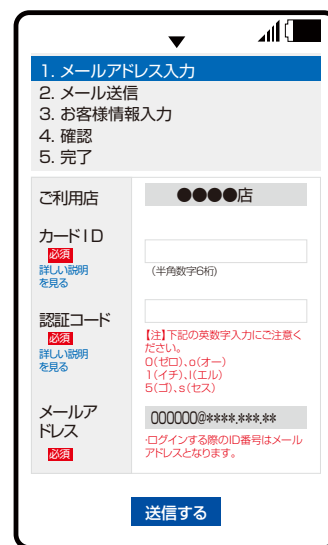 1. メールアドレス入力
2. メール送信
3. お客様情報入力
4. 確認
5. 完了
ご利用店
●●●●店
カードID
必須
詳しい説明
を見る
(半角数字6桁)
認証コード
必須
詳しい説明
を見る
【注】下記の英数字入力にご注意く
ださい。
0(ゼロ)、o(オー)
1(イチ)、l(エル)
5(ゴ)、s(セス)
メールア
ドレス
必須
000000@****.***.**
・ログインする際のID番号はメール
アドレスとなります。
送信する